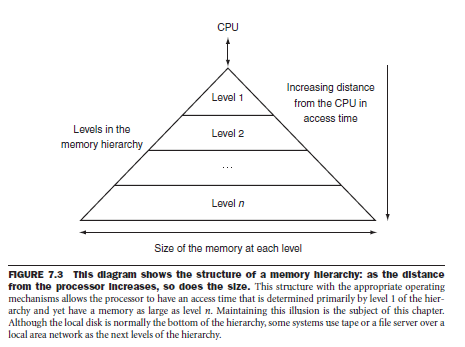 CPU
Level 1
Increasing distance
from the CPU in
access time
Levels in the
memory hierarchy
Level 2
. . .
Level n
Size of the memory at each level
FIGURE 7.3 This diagram shows the structure of a memory hierarchy: as the distance
from the processor increases, so does the size. This structure with the appropriate operating
mechanisms allows the processor to have an access time that is determined primarily by level 1 of the hier-
archy and yet have a memory as large as level n. Maintaining this illusion is the subject of this chapter.
Although the local disk is normally the bottom of the hierarchy, some systems use tape or a file server over a
local area network as the next levels of the hierarchy.